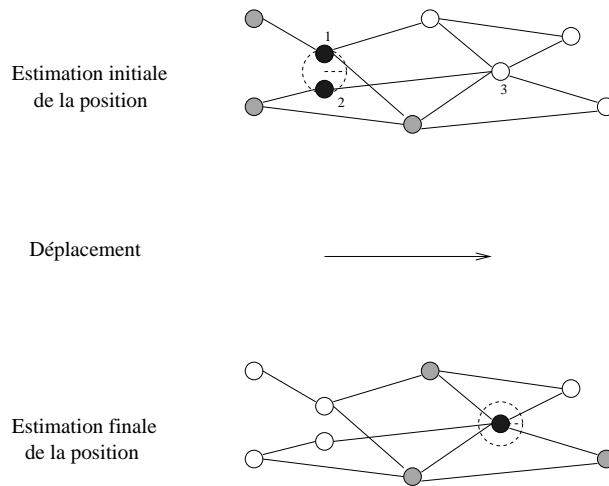 1
Estimation initiale
de la position
2
3
Déplacement
Estimation finale
de la position